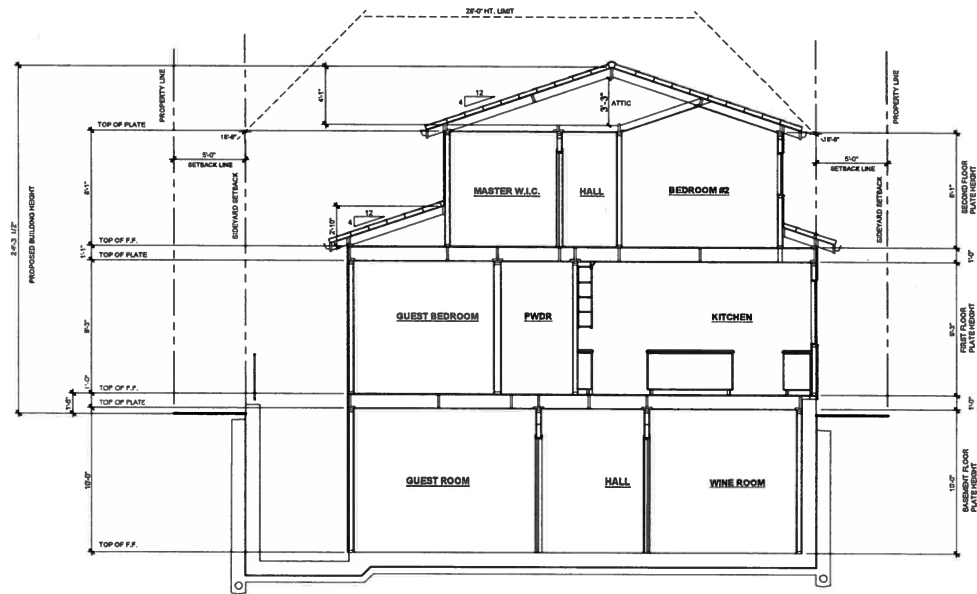 28'-0" HT. LIMIT
PROPERTY LINE
PROPERTY LINE
4'-1"
12
4
3'-3"
ATTIC
TOP OF PLATE
5'-0"
SETBACK LINE
5'-0"
SETBACK LINE
SIDEYARD SETBACK
SIDEYARD SETBACK
8'-1"
MASTER W.I.C.
HALL
BEDROOM #2
8'-1"
SECOND FLOOR
PLATE HEIGHT
PROPOSED BUILDING HEIGHT
12
4
2'-10"
TOP OF F.F.
1'-1"
TOP OF PLATE
1'-0"
9'-3"
GUEST BEDROOM
PWDR
KITCHEN
9'-3"
FIRST FLOOR
PLATE HEIGHT
TOP OF F.F.
1'-0"
1'-6"
TOP OF PLATE
1'-0"
10'-0"
GUEST ROOM
HALL
WINE ROOM
10'-0"
BASEMENT FLOOR
PLATE HEIGHT
TOP OF F.F.